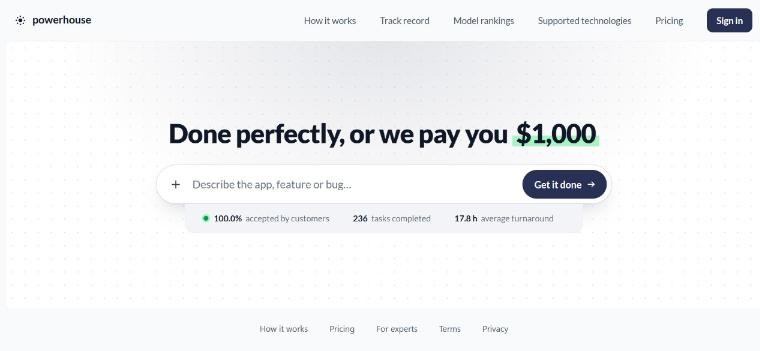 powerhouse
How it works Track record Model rankings Supported technologies Pricing Sign in
Done perfectly, or we pay you $1,000
+ Describe the app, feature or bug... Get it done →
100.0% accepted by customers 236 tasks completed 17.8 h average turnaround
How it works Pricing For experts Terms Privacy